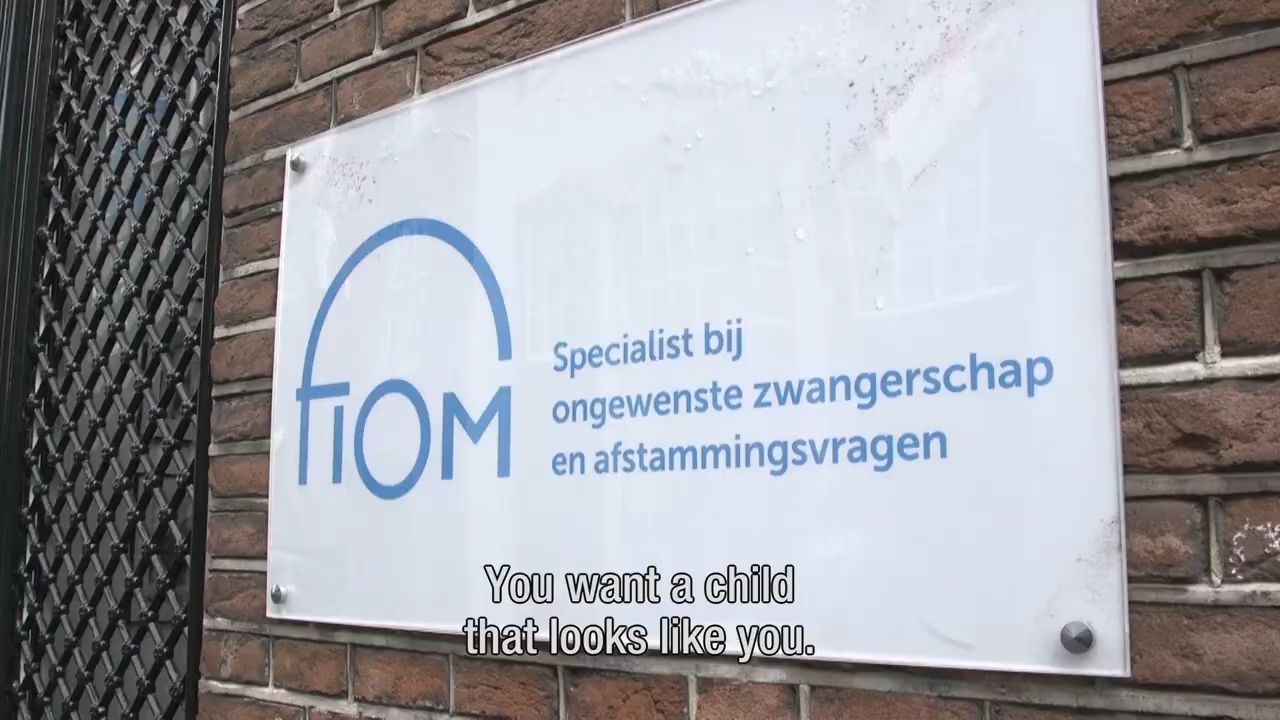 FIOM
Specialist bij
ongewenste zwangerschap
en afstammingsvragen
You want a child
that looks like you.